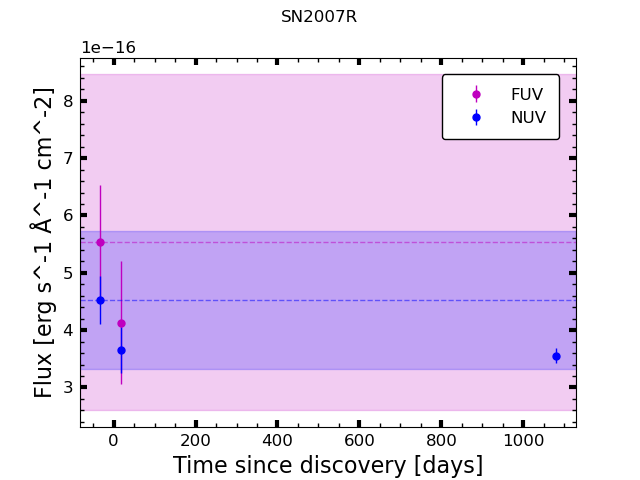 SN2007R
1e−16
8
7
6
5
4
3
Flux [erg s^-1 Å^-1 cm^-2]
FUV
NUV
0 200 400 600 800 1000
Time since discovery [days]